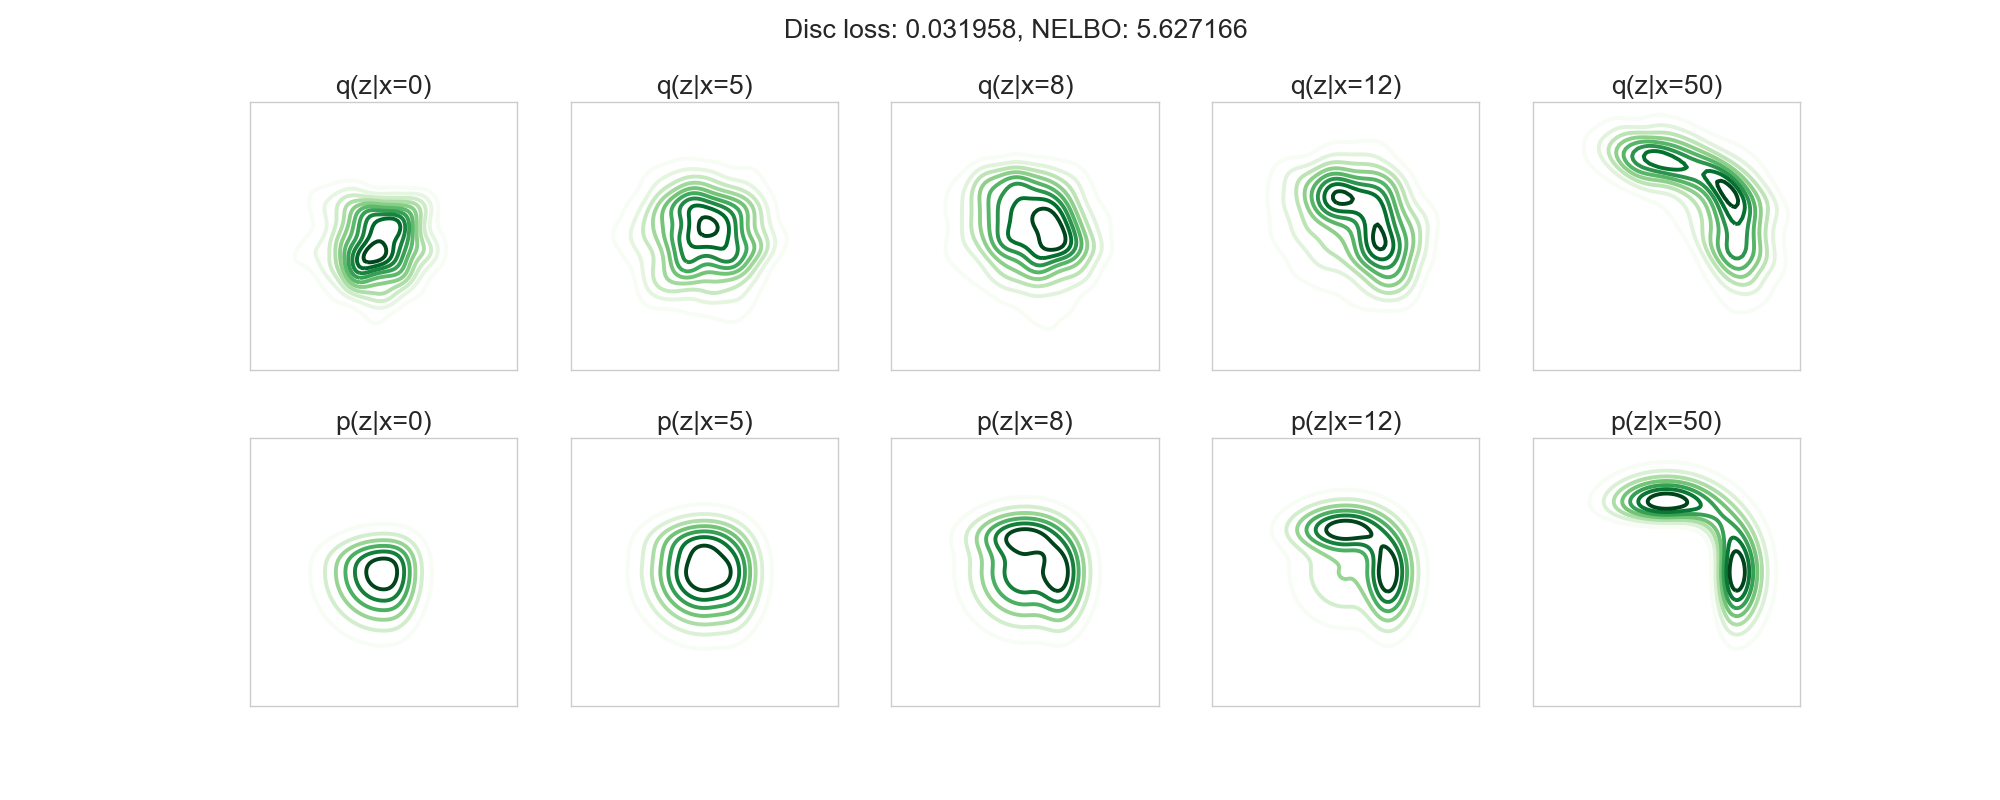 Disc loss: 0.031958, NELBO: 5.627166
q(z|x=0) q(z|x=5) q(z|x=8) q(z|x=12) q(z|x=50)
p(z|x=0) p(z|x=5) p(z|x=8) p(z|x=12) p(z|x=50)